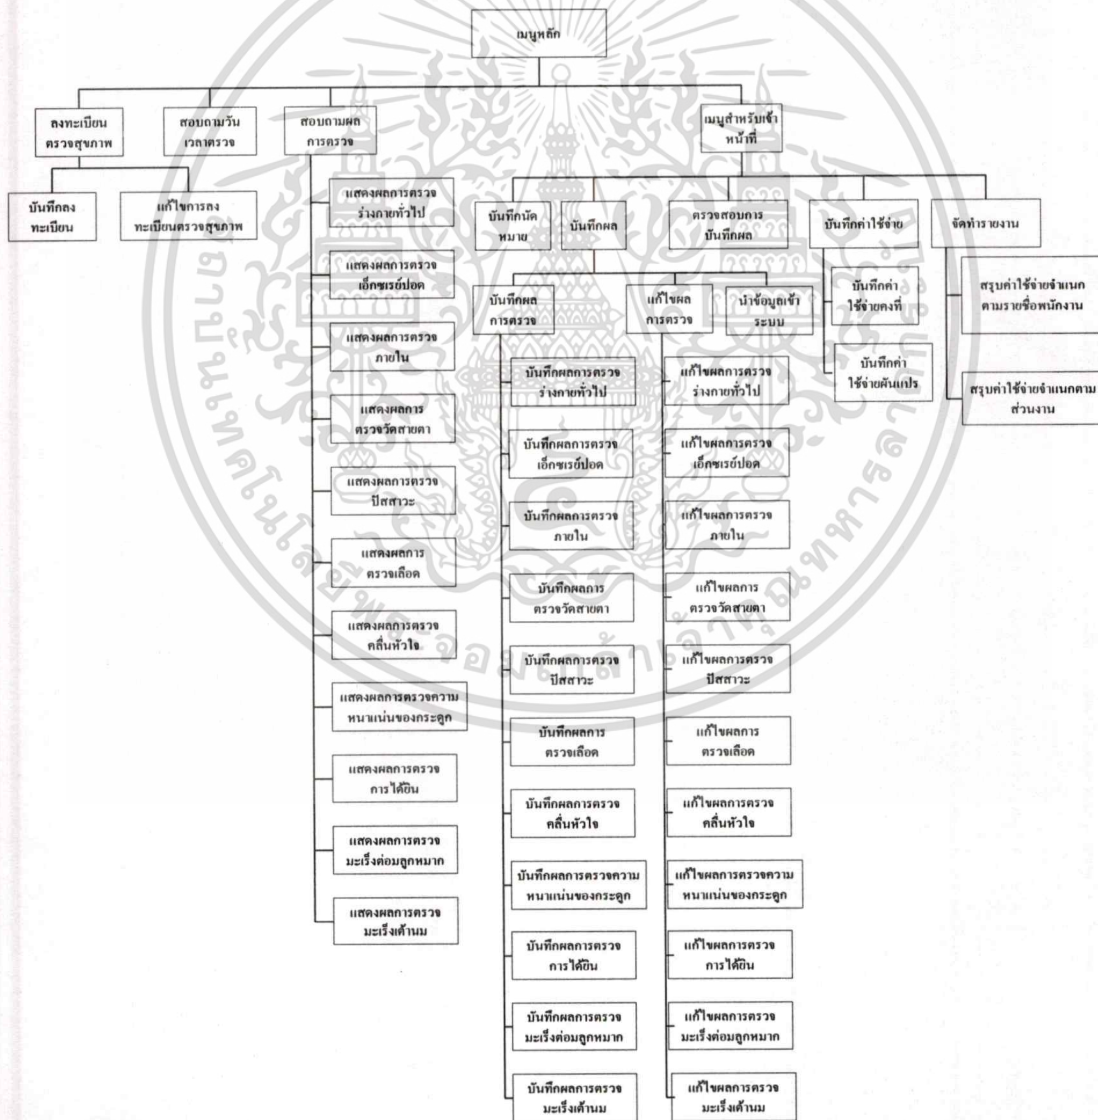 เมนูหลัก
ลงทะเบียน
ตรวจสุขภาพ
สอบถามวัน
เวลาตรวจ
สอบถามผล
การตรวจ
เมนูสำหรับเจ้า
หน้าที่
บันทึกลง
ทะเบียน
แก้ไขการลง
ทะเบียนตรวจสุขภาพ
แสดงผลการตรวจ
ร่างกายทั่วไป
แสดงผลการตรวจ
เอ็กซเรย์ปอด
แสดงผลการตรวจ
ภายใน
แสดงผลการ
ตรวจวัดสายตา
แสดงผลการตรวจ
ปัสสาวะ
แสดงผลการ
ตรวจเลือด
แสดงผลการตรวจ
คลื่นหัวใจ
แสดงผลการตรวจความ
หนาแน่นของกระดูก
แสดงผลการตรวจ
การได้ยิน
แสดงผลการตรวจ
มะเร็งต่อมลูกหมาก
แสดงผลการตรวจ
มะเร็งเต้านม
บันทึกนัด
หมาย
บันทึกผล
ตรวจสอบการ
บันทึกผล
บันทึกค่าใช้จ่าย
จัดทำรายงาน
บันทึกผล
การตรวจ
แก้ไขผล
การตรวจ
นำข้อมูลเข้า
ระบบ
บันทึกค่า
ใช้จ่ายคงที่
บันทึกค่า
ใช้จ่ายผันแปร
สรุปค่าใช้จ่ายจำแนก
ตามรายชื่อพนักงาน
สรุปค่าใช้จ่ายจำแนกตาม
ส่วนงาน
บันทึกผลการตรวจ
ร่างกายทั่วไป
บันทึกผลการตรวจ
เอ็กซเรย์ปอด
บันทึกผลการตรวจ
ภายใน
บันทึกผลการ
ตรวจวัดสายตา
บันทึกผลการตรวจ
ปัสสาวะ
บันทึกผลการ
ตรวจเลือด
บันทึกผลการตรวจ
คลื่นหัวใจ
บันทึกผลการตรวจความ
หนาแน่นของกระดูก
บันทึกผลการตรวจ
การได้ยิน
บันทึกผลการตรวจ
มะเร็งต่อมลูกหมาก
บันทึกผลการตรวจ
มะเร็งเต้านม
แก้ไขผลการตรวจ
ร่างกายทั่วไป
แก้ไขผลการตรวจ
เอ็กซเรย์ปอด
แก้ไขผลการตรวจ
ภายใน
แก้ไขผลการ
ตรวจวัดสายตา
แก้ไขผลการตรวจ
ปัสสาวะ
แก้ไขผลการ
ตรวจเลือด
แก้ไขผลการตรวจ
คลื่นหัวใจ
แก้ไขผลการตรวจความ
หนาแน่นของกระดูก
แก้ไขผลการตรวจ
การได้ยิน
แก้ไขผลการตรวจ
มะเร็งต่อมลูกหมาก
แก้ไขผลการตรวจ
มะเร็งเต้านม
สถาบันเทคโนโลยีพระจอมเกล้าเจ้าคุณทหารลาดกระบัง